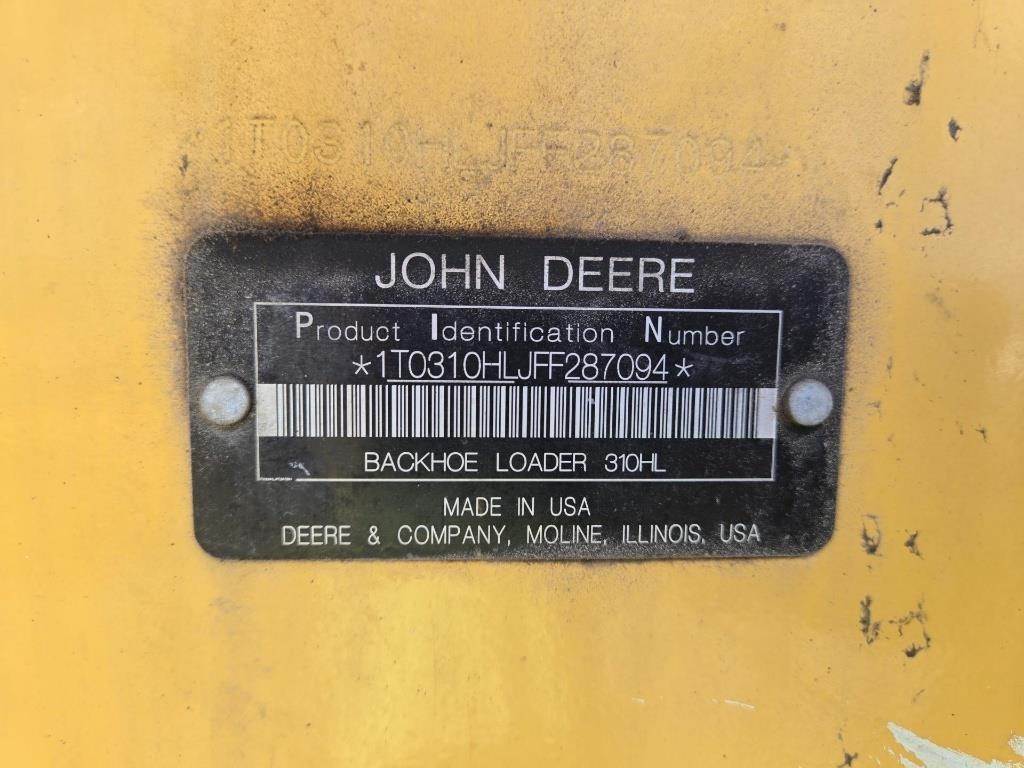 *1T0310HLJFF287094*
JOHN DEERE
Product Identification Number
*1T0310HLJFF287094*
BACKHOE LOADER 310HL
MADE IN USA
DEERE & COMPANY, MOLINE, ILLINOIS, USA